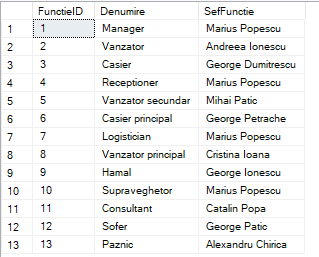 FunctieID Denumire SefFunctie
1 1 Manager Marius Popescu
2 2 Vanzator Andreea Ionescu
3 3 Casier George Dumitrescu
4 4 Receptioner Marius Popescu
5 5 Vanzator secundar Mihai Patic
6 6 Casier principal George Petrache
7 7 Logistician Marius Popescu
8 8 Vanzator principal Cristina Ioana
9 9 Hamal George Ionescu
10 10 Supraveghetor Marius Popescu
11 11 Consultant Catalin Popa
12 12 Sofer George Patic
13 13 Paznic Alexandru Chirica